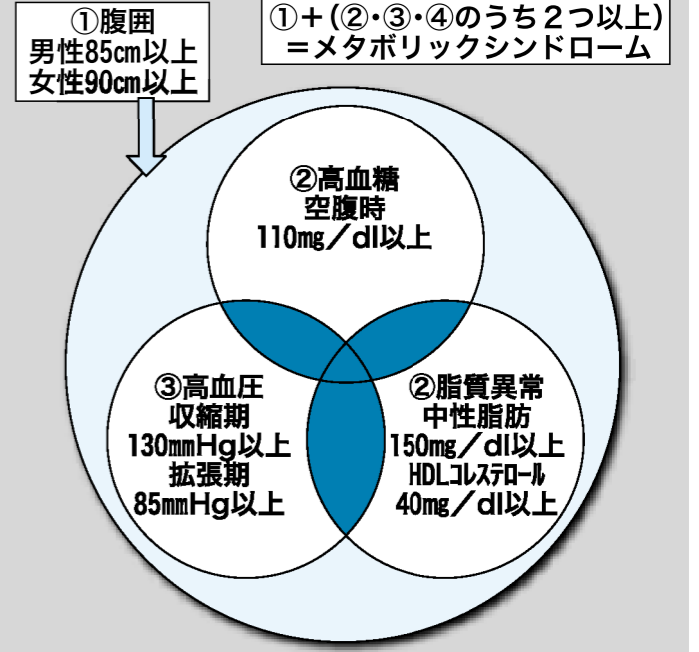 ①腹囲
男性85㎝以上
女性90㎝以上
①+(②・③・④のうち2つ以上)
=メタボリックシンドローム
②高血糖
空腹時
110㎎/dl以上
③高血圧
収縮期
130㎜Hg以上
拡張期
85㎜Hg以上
②脂質異常
中性脂肪
150㎎/dl以上
HDLコレステロール
40㎎/dl以上